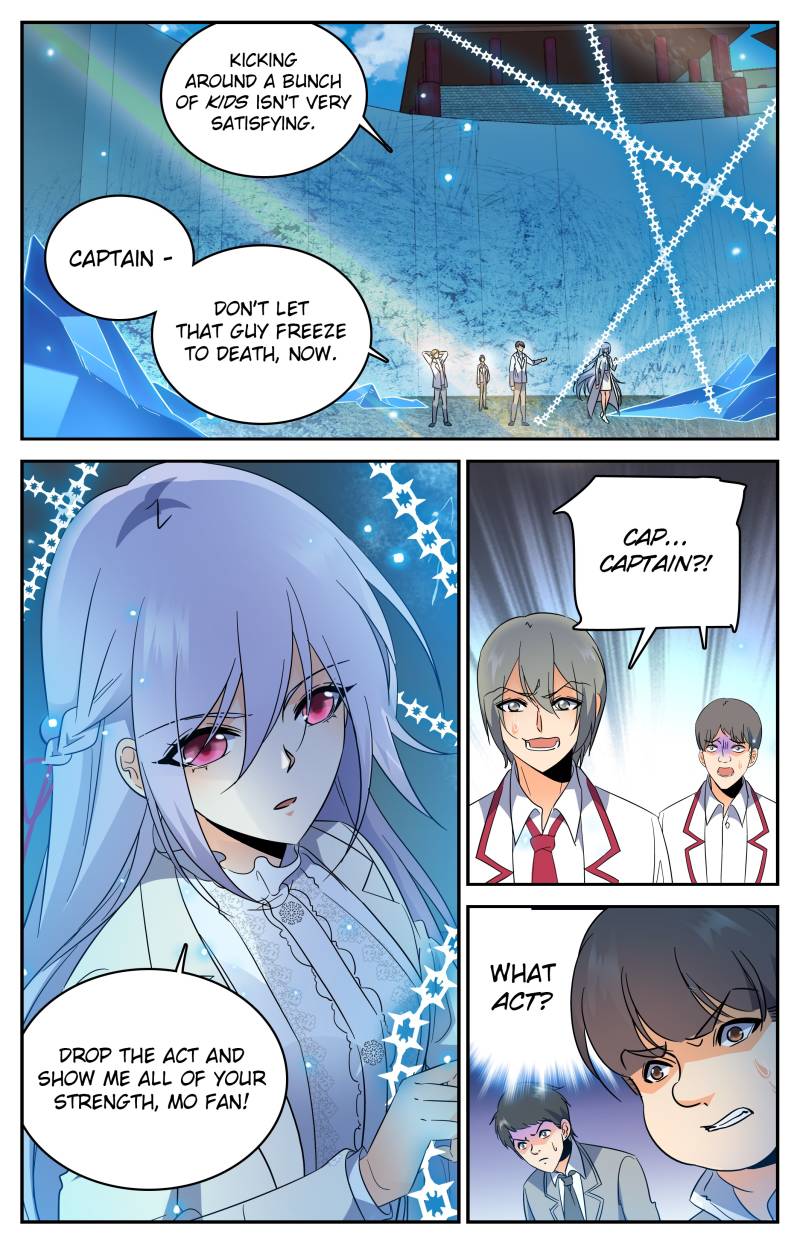 KICKING
AROUND A BUNCH
OF KIDS ISN'T VERY
SATISFYING.
CAPTAIN -
DON'T LET
THAT GUY FREEZE
TO DEATH, NOW.
CAP...
CAPTAIN?!
DROP THE ACT AND
SHOW ME ALL OF YOUR
STRENGTH, MO FAN!
WHAT
ACT?